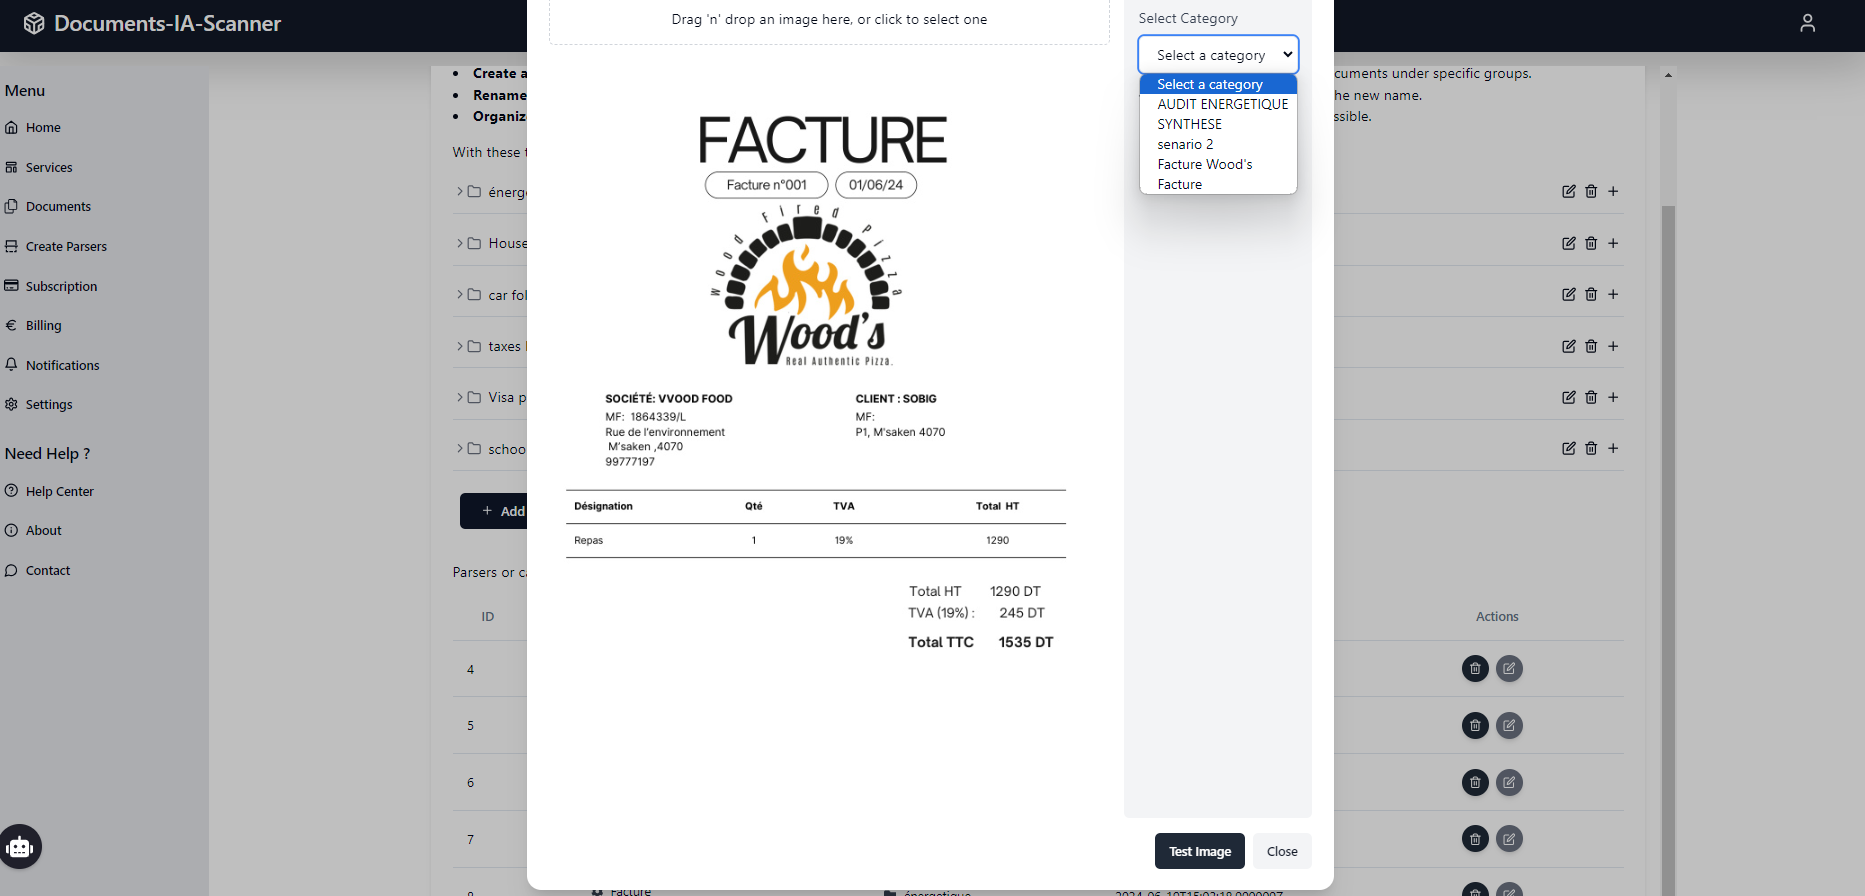 Documents-IA-Scanner
Menu
Home
Services
Documents
Create Parsers
Subscription
Billing
Notifications
Settings
Need Help ?
Help Center
About
Contact
Create a
Rename
Organiz
With these
énerg
House
car fol
taxes
Visa p
schoo
+ Add
Parsers or c
ID
4
5
6
7
Drag 'n' drop an image here, or click to select one
FACTURE
Facture n°001
01/06/24
Wood Fired Pizza
Wood's
Real Authentic Pizza.
SOCIÉTÉ: VVOOD FOOD
MF: 1864339/L
Rue de l'environnement
M'saken ,4070
99777197
CLIENT : SOBIG
MF:
P1, M'saken 4070
Désignation Qté TVA Total HT
Repas 1 19% 1290
Total HT 1290 DT
TVA (19%) : 245 DT
Total TTC 1535 DT
Select Category
Select a category
Select a category
AUDIT ENERGETIQUE
SYNTHESE
senario 2
Facture Wood's
Facture
Test Image
Close
cuments under specific groups.
he new name.
ssible.
Actions
Facture
énergetique